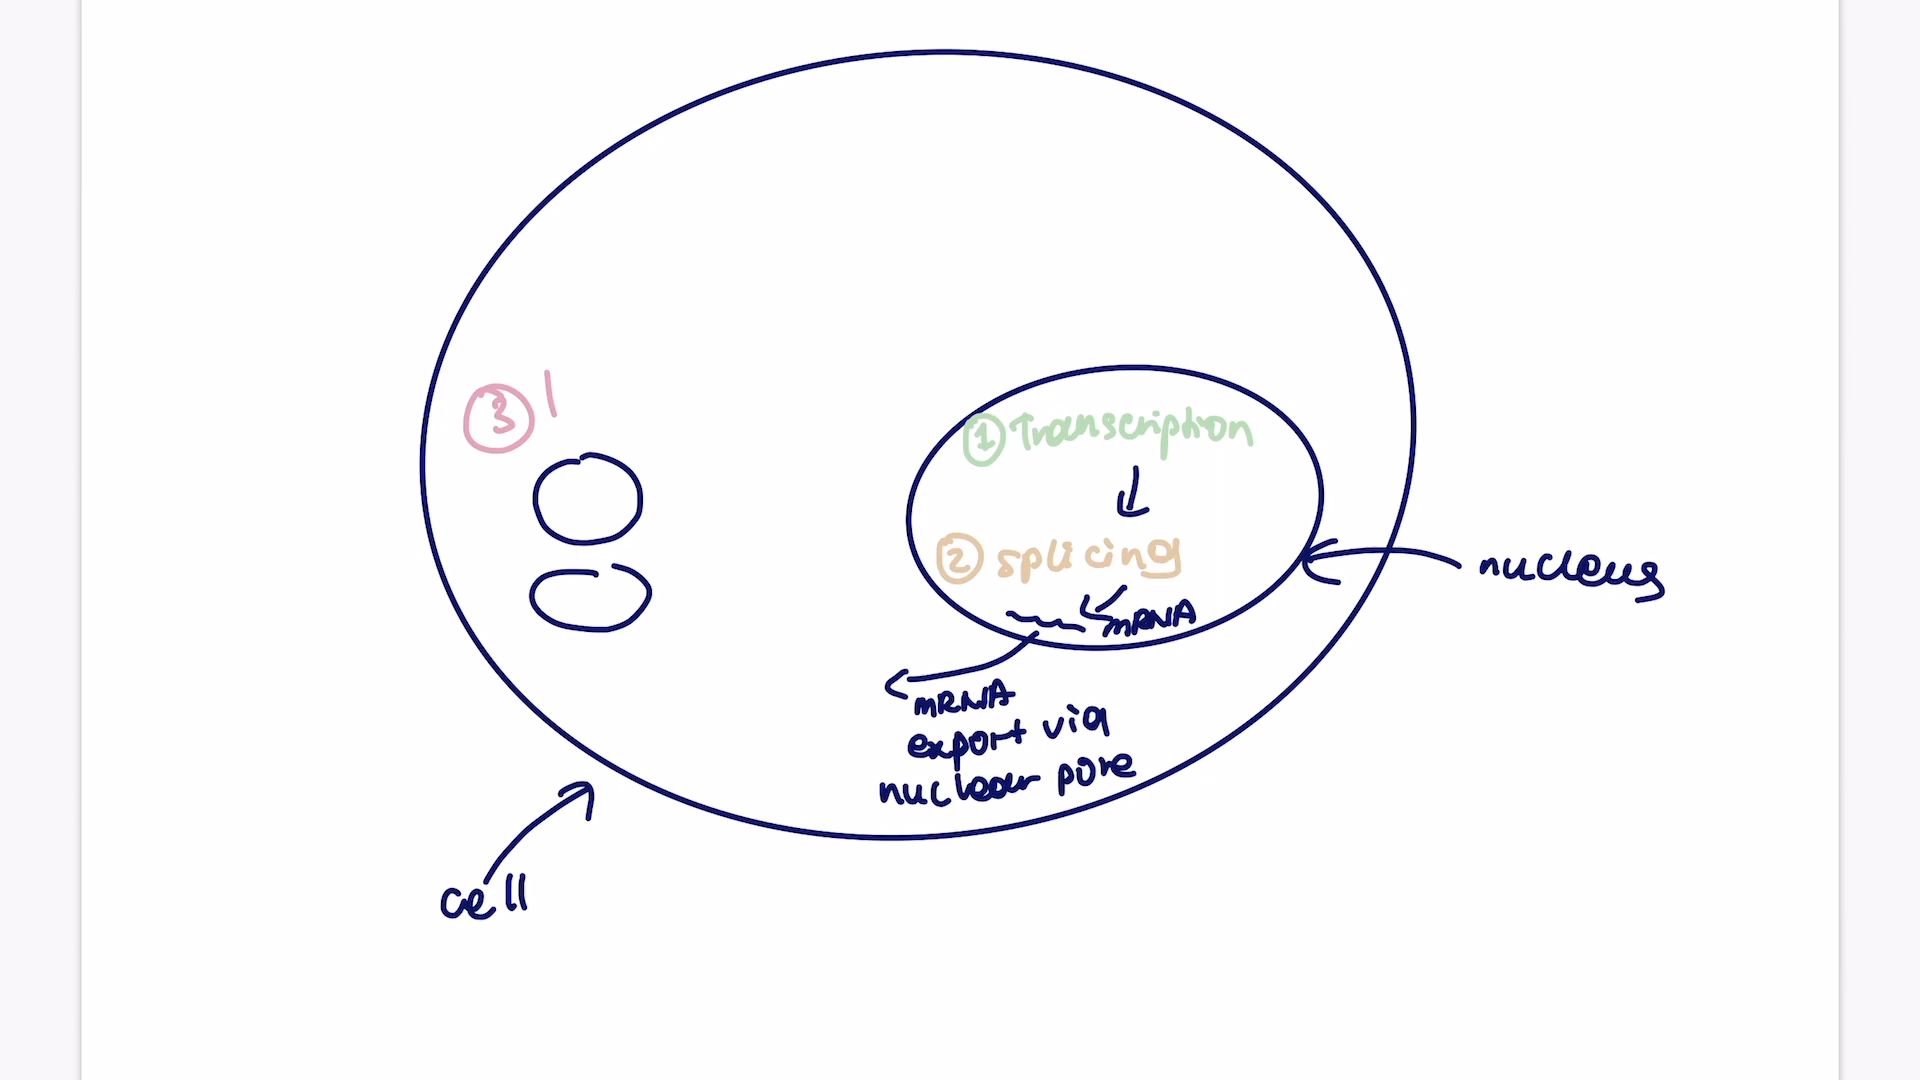 ③
① Transcription
② splicing
mRNA
nucleus
mRNA
export via
nuclear pore
cell